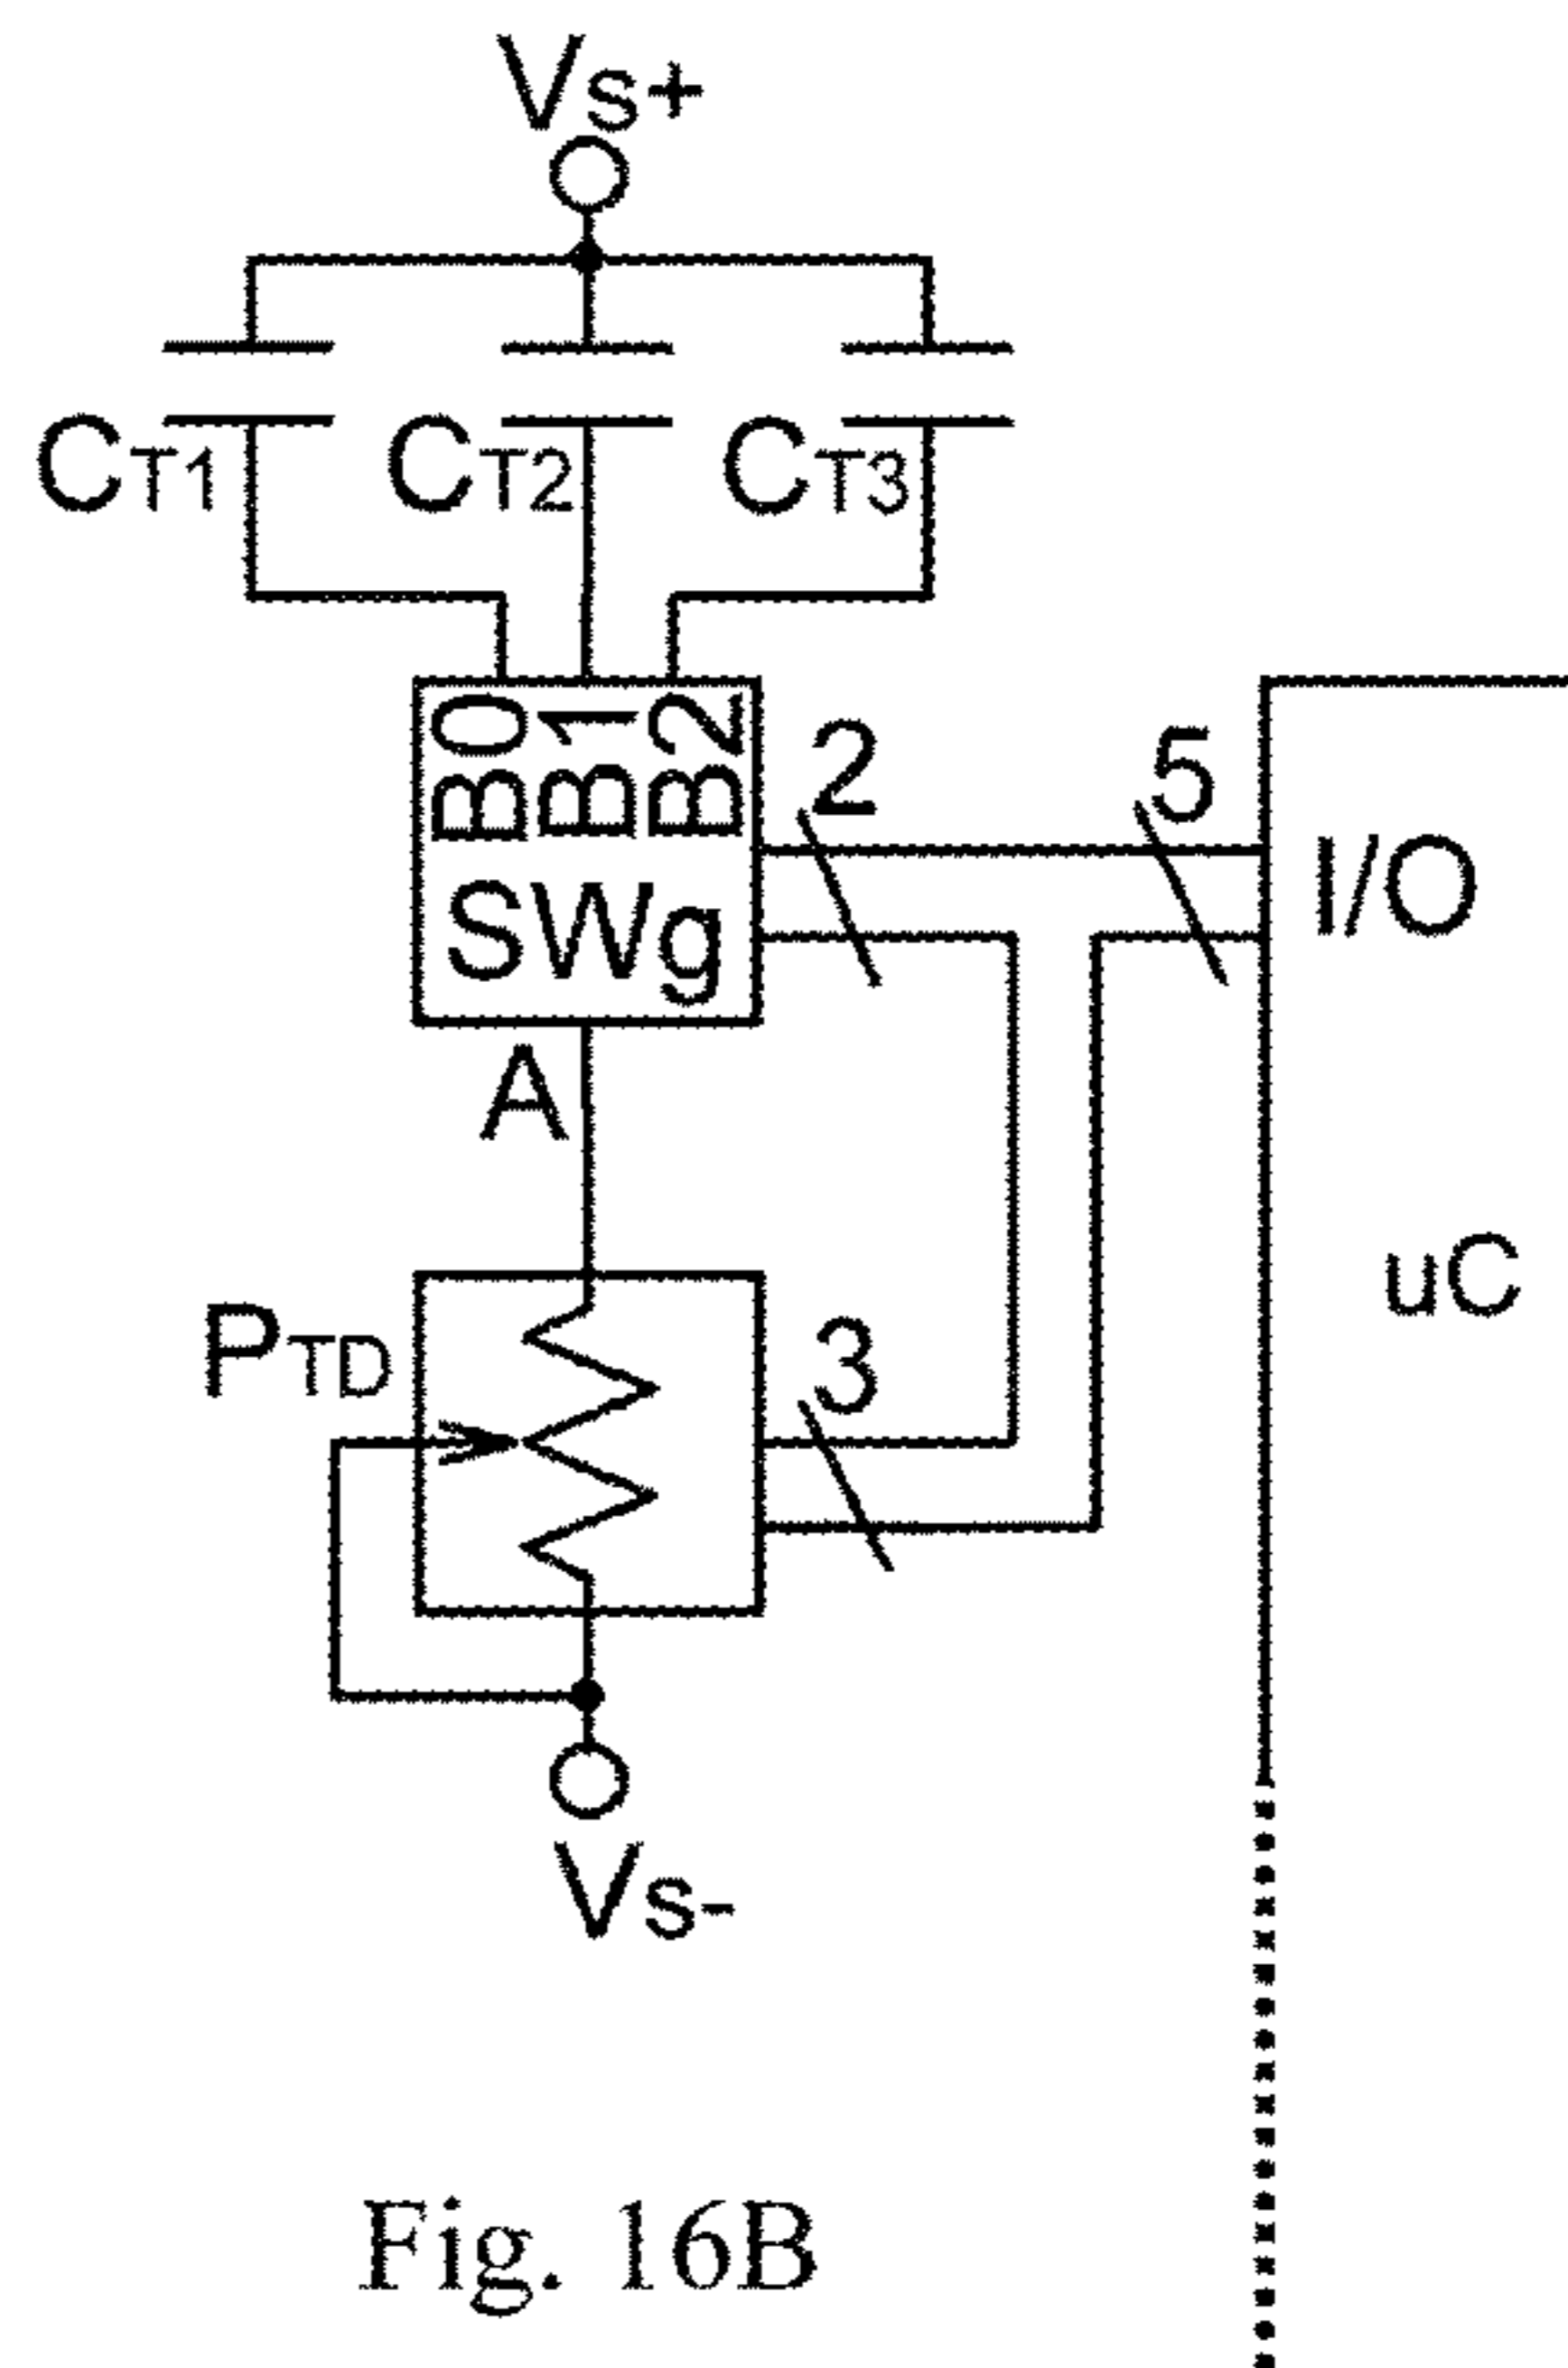 Vs+
CT1 CT2 CT3
B0 B1 B2
2 5
SWg
I/O
A
uC
PTD
3
Vs-
Fig. 16B